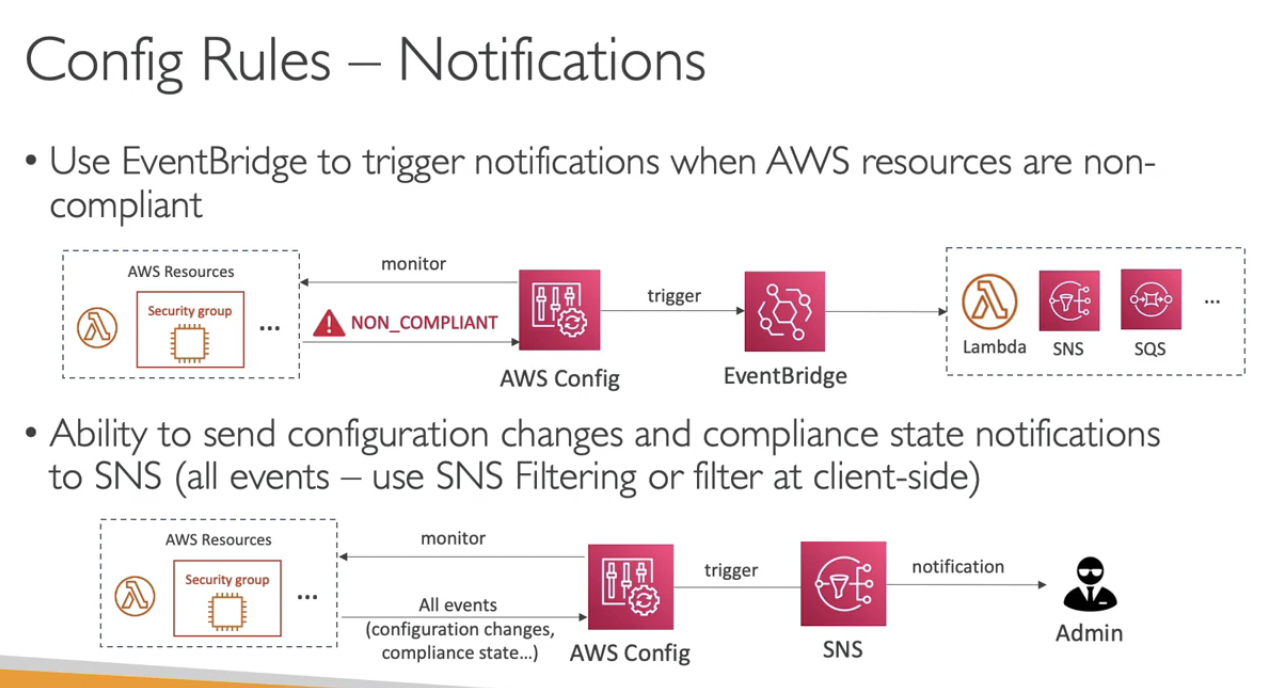 Config Rules – Notifications
• Use EventBridge to trigger notifications when AWS resources are non-
compliant
AWS Resources
Security group
...
monitor
NON_COMPLIANT
AWS Config
trigger
EventBridge
Lambda
SNS
SQS
...
• Ability to send configuration changes and compliance state notifications
to SNS (all events – use SNS Filtering or filter at client-side)
AWS Resources
Security group
...
monitor
All events
(configuration changes,
compliance state...)
AWS Config
trigger
SNS
notification
Admin